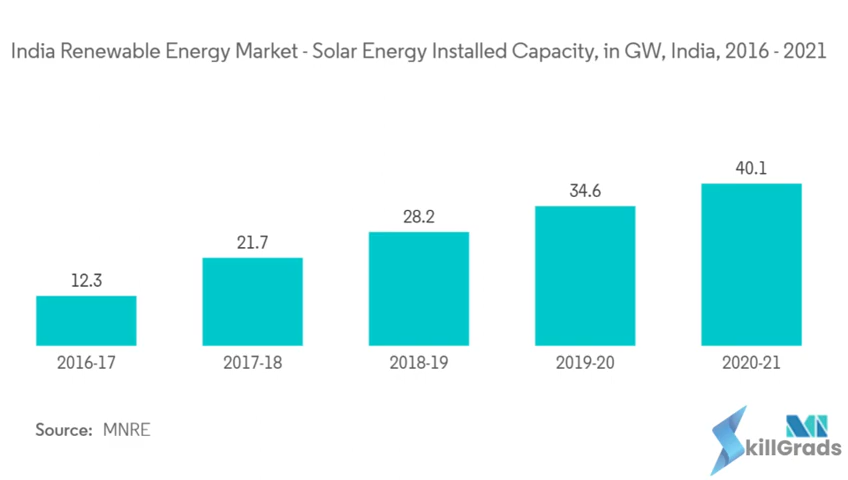 India Renewable Energy Market - Solar Energy Installed Capacity, in GW, India, 2016 - 2021
40.1
34.6
28.2
21.7
12.3
2016-17 2017-18 2018-19 2019-20 2020-21
Source: MNRE
SkillGrads